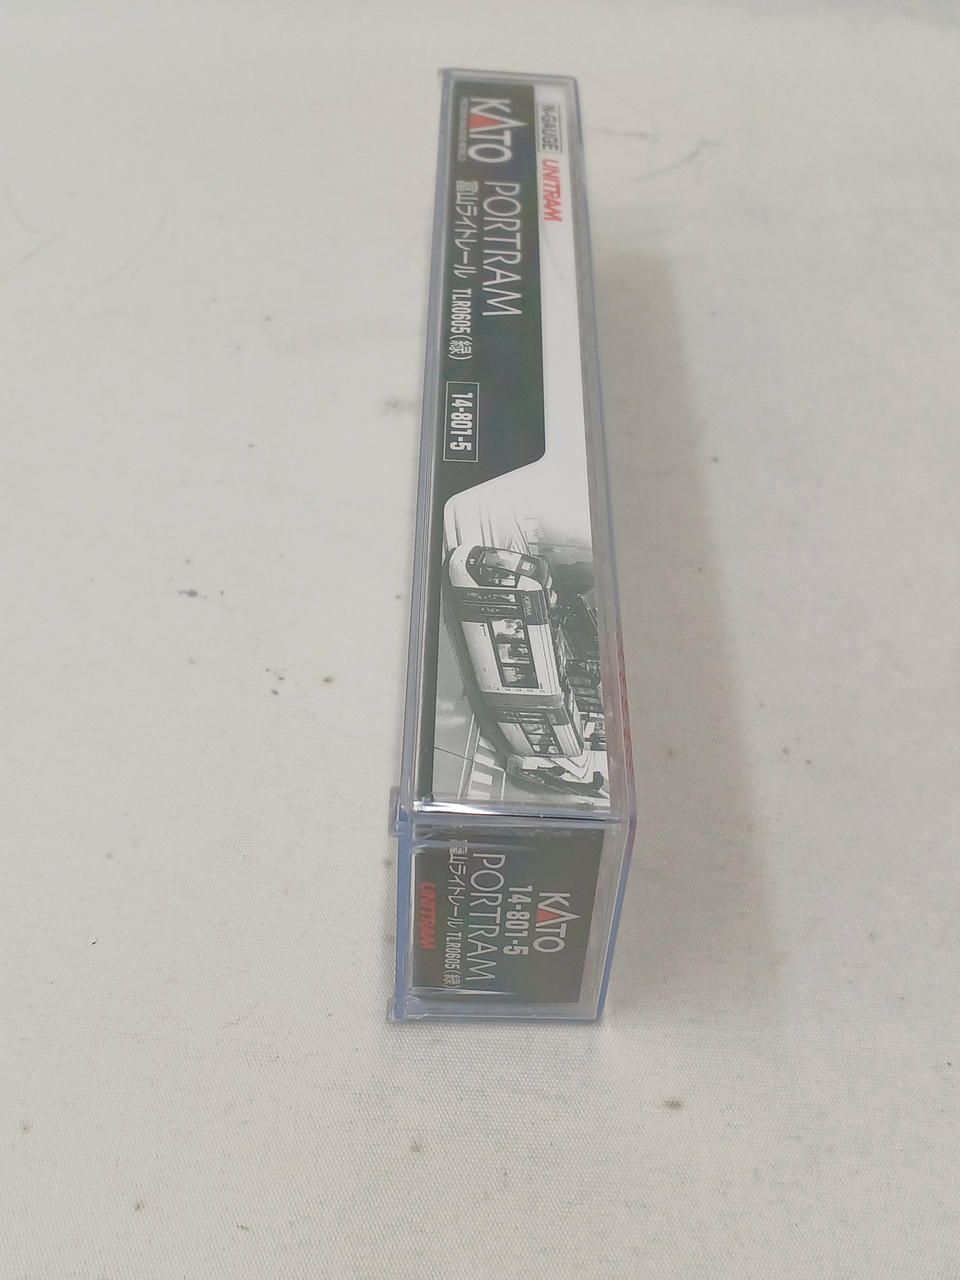 N-GAUGE UNITRAM
KATO PORTRAM
富山ライトレール TLR0605(緑) 14-801-5
PORTRAM
KATO
14-801-5
PORTRAM
富山ライトレール TLR0605(緑)
UNITRAM